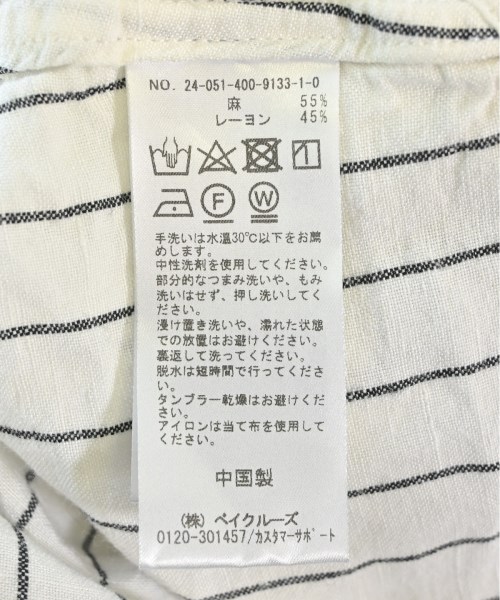 NO. 24-051-400-9133-1-0
麻 55%
レーヨン 45%
F W
手洗いは水温30℃以下をお薦
めします。
中性洗剤を使用してください。
部分的なつまみ洗いや、もみ
洗いはせず、押し洗いしてく
ださい。
浸け置き洗いや、濡れた状態
での放置はお避けください。
裏返して洗ってください。
脱水は短時間で行ってくださ
い。
タンブラー乾燥はお避けくだ
さい。
アイロンは当て布を使用して
ください。
中国製
(株) ベイクルーズ
0120-301457/カスタマーサポート